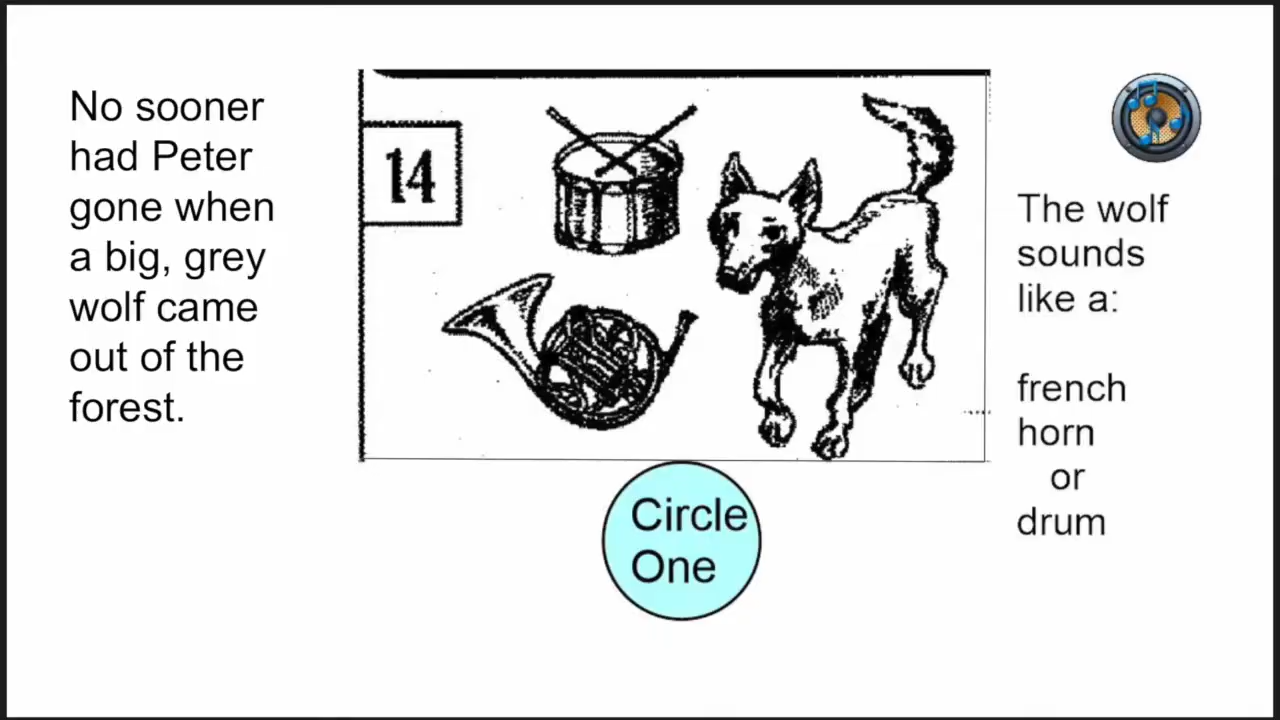 No sooner
had Peter
gone when
a big, grey
wolf came
out of the
forest.
14
The wolf
sounds
like a:
french
horn
or
drum
Circle
One